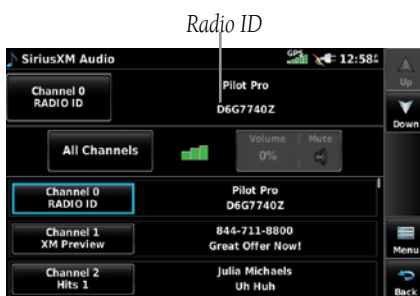 Radio ID
SiriusXM Audio
GPS
12:58
Channel 0
RADIO ID
Pilot Pro
D6G7740Z
Up
Down
All Channels
Volume
0%
Mute
Channel 0
RADIO ID
Pilot Pro
D6G7740Z
Channel 1
XM Preview
844-711-8800
Great Offer Now!
Menu
Channel 2
Hits 1
Julia Michaels
Uh Huh
Back